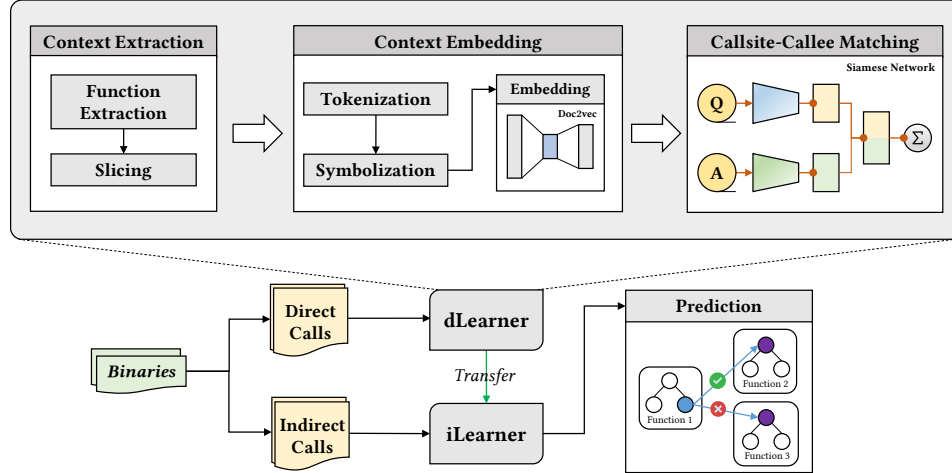 Context Extraction
Function
Extraction
Slicing
Context Embedding
Tokenization
Symbolization
Embedding
Doc2vec
Callsite-Callee Matching
Siamese Network
Q
A
Σ
Binaries
Direct
Calls
Indirect
Calls
dLearner
Transfer
iLearner
Prediction
Function 1
Function 2
Function 3